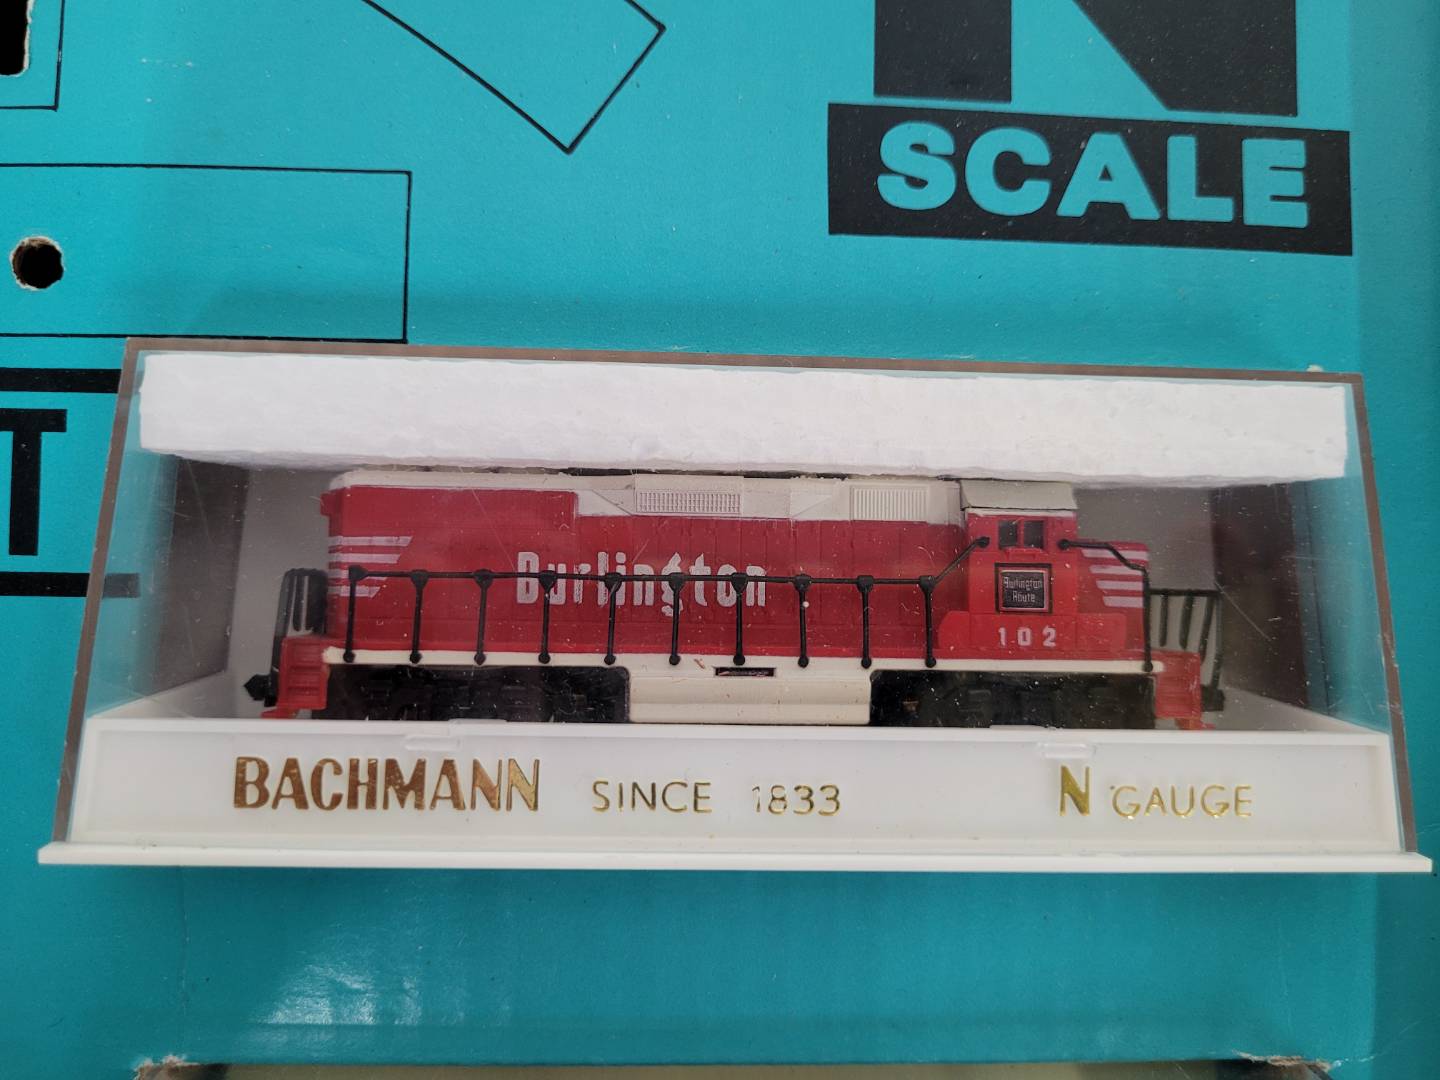 N
SCALE
T
Burlington
Burlington
Route
102
BACHMANN SINCE 1833 N GAUGE